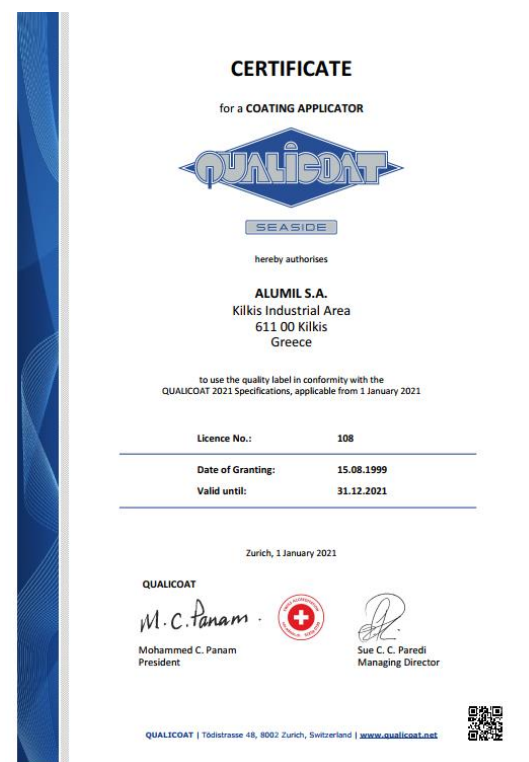 CERTIFICATE
for a COATING APPLICATOR
QUALICOAT
SEASIDE
hereby authorises
ALUMIL S.A.
Kilkis Industrial Area
611 00 Kilkis
Greece
to use the quality label in conformity with the
QUALICOAT 2021 Specifications, applicable from 1 January 2021
Licence No.: 108
Date of Granting: 15.08.1999
Valid until: 31.12.2021
Zurich, 1 January 2021
QUALICOAT
M.C. Panam.
Mohammed C. Panam
President
Sue C. C. Paredi
Managing Director
QUALICOAT | Tödistrasse 48, 8002 Zurich, Switzerland | www.qualicoat.net